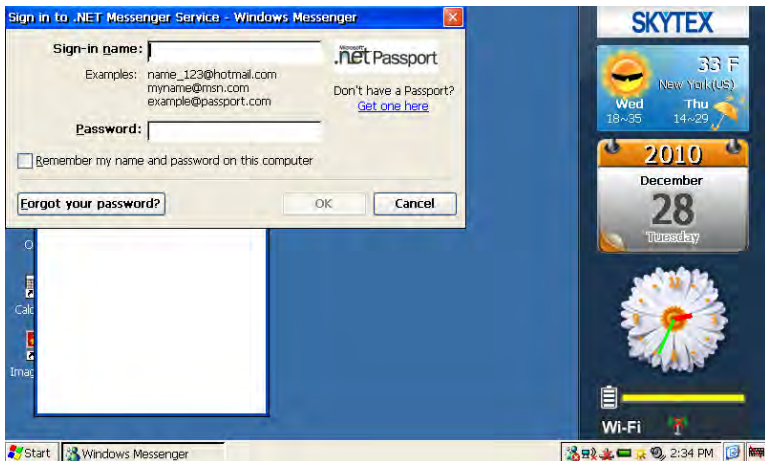 Sign in to .NET Messenger Service - Windows Messenger
Sign-in name:
Examples: name_123@hotmail.com
myname@msn.com
example@passport.com
Microsoft
.net Passport
Don't have a Passport?
Get one here
Password:
Remember my name and password on this computer
Forgot your password?
OK
Cancel
Calc
Imag
SKYTEX
33 F
New York(US)
Wed
18~35
Thu
14~29
2010
December
28
Tuesday
12
Wi-Fi
Start
Windows Messenger
2:34 PM